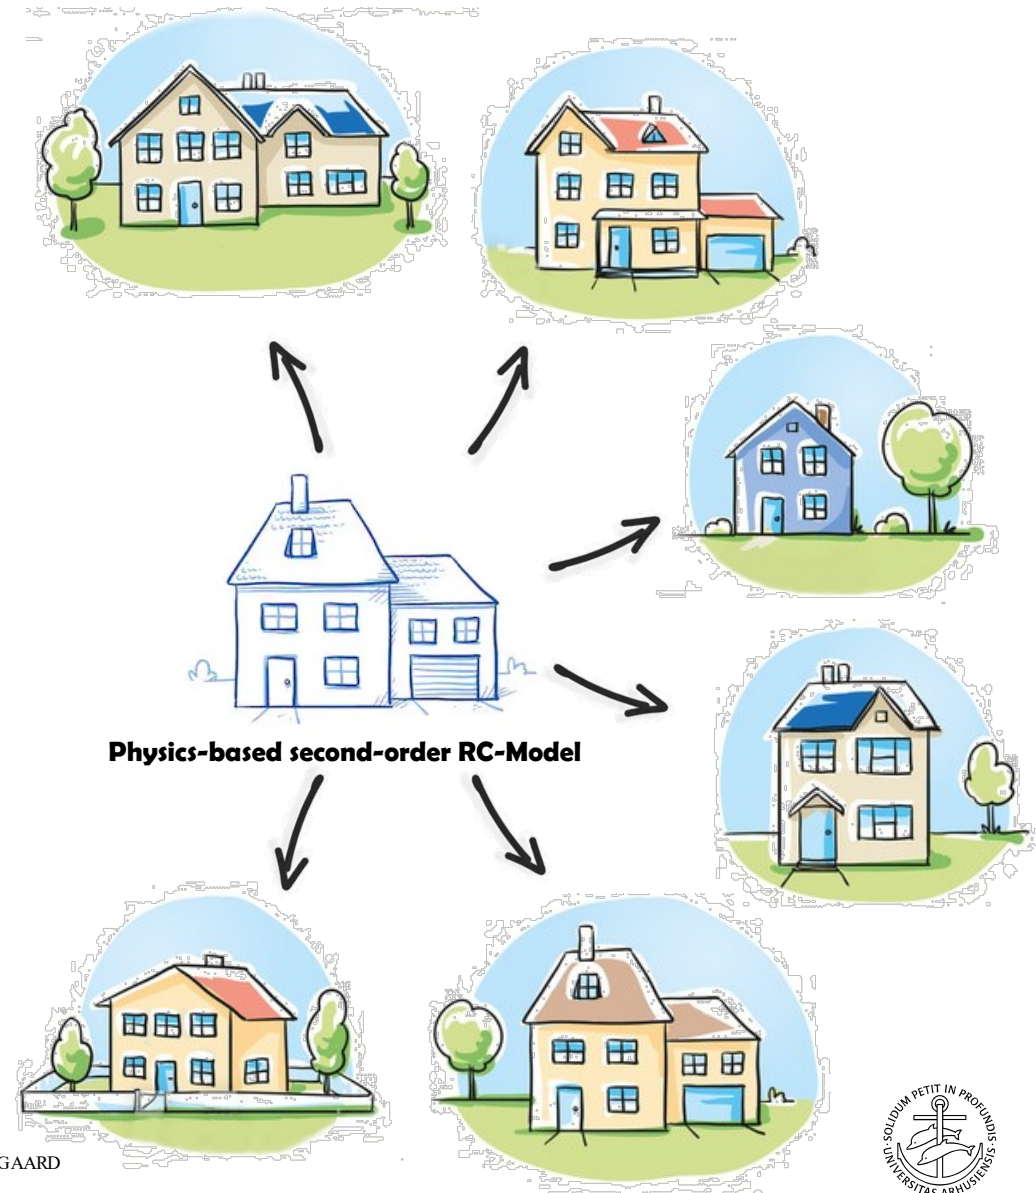 Physics-based second-order RC-Model
GAARD
SOLIDUM PETIT IN PROFUNDIS
UNIVERSITAS ARHUSIENSIS